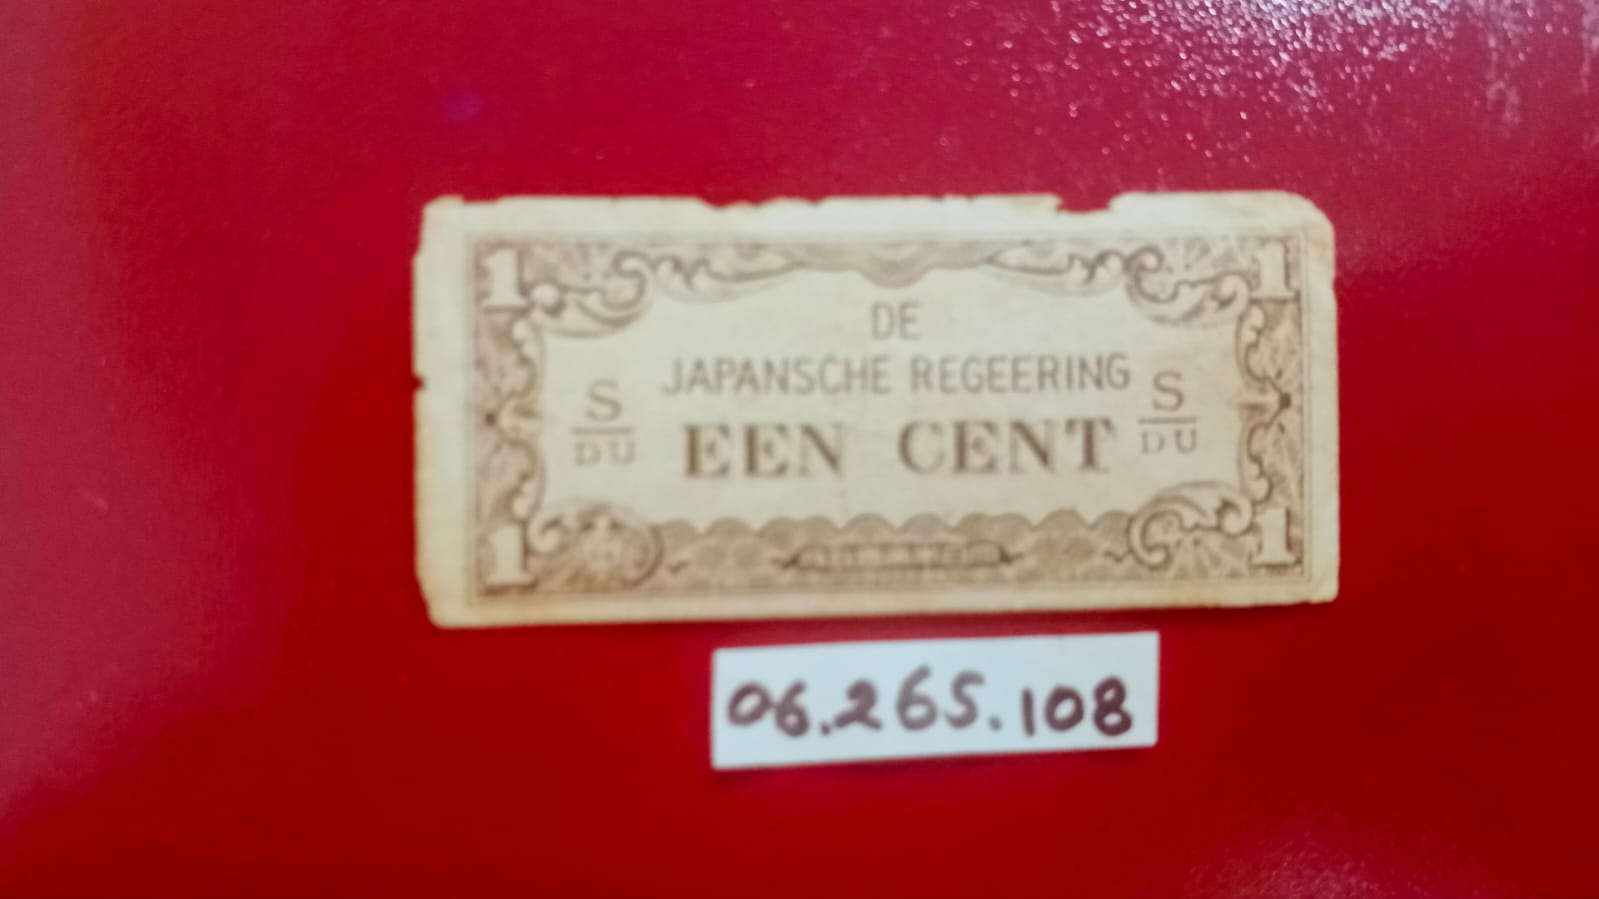 1 1
DE
JAPANSCHE REGEERING
S S
DU DU
EEN CENT
1 1
06.265.108